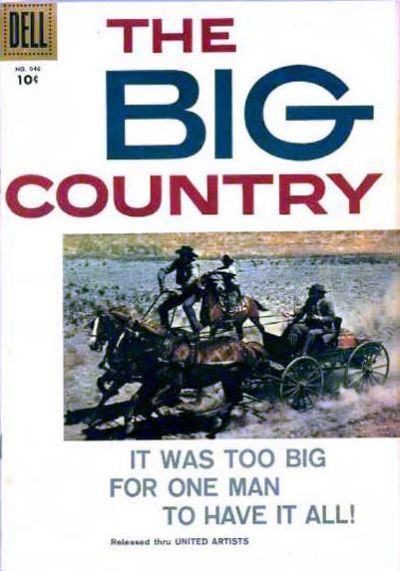 DELL
NO. 946
10¢
THE
BIG
COUNTRY
IT WAS TOO BIG
FOR ONE MAN
TO HAVE IT ALL!
Released thru UNITED ARTISTS